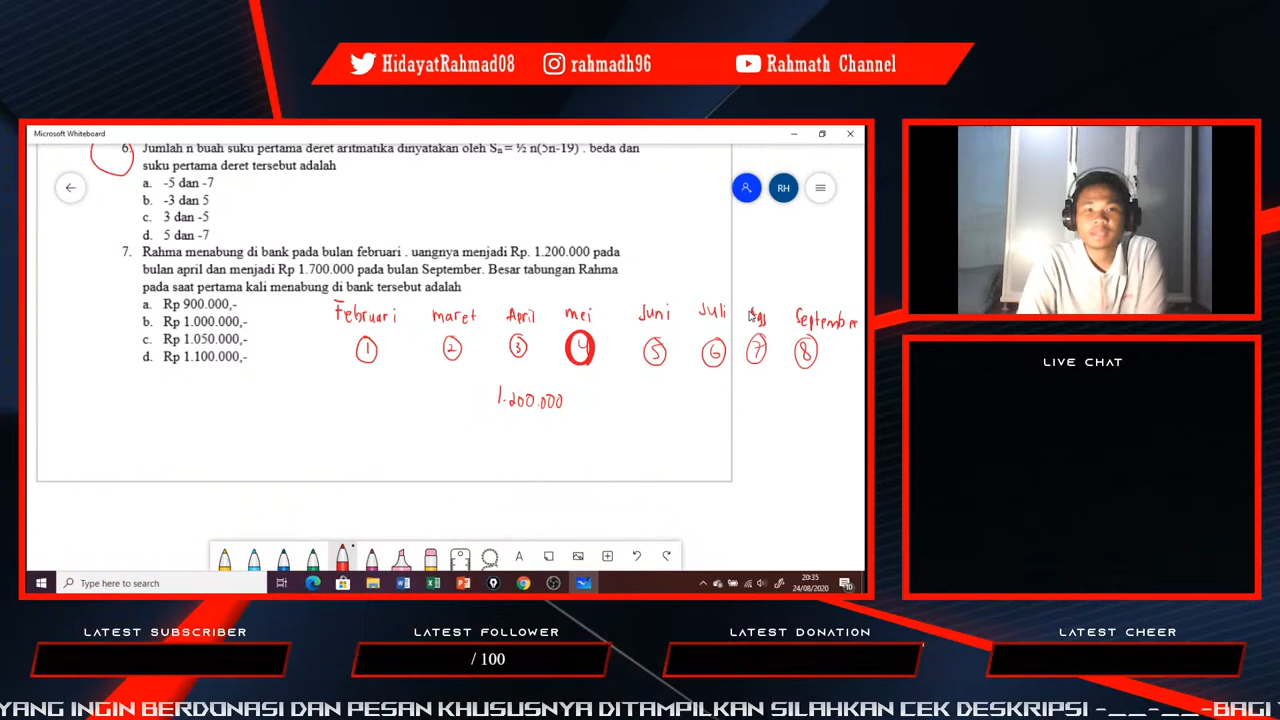 HidayatRahmad08 rahmadh96 Rahmath Channel
Microsoft Whiteboard
6. Jumlah n buah suku pertama deret aritmatika dinyatakan oleh Sn = ½ n(5n-19) . beda dan
suku pertama deret tersebut adalah
a. -5 dan -7
b. -3 dan 5
c. 3 dan -5
d. 5 dan -7
7. Rahma menabung di bank pada bulan februari . uangnya menjadi Rp. 1.200.000 pada
bulan april dan menjadi Rp 1.700.000 pada bulan September. Besar tabungan Rahma
pada saat pertama kali menabung di bank tersebut adalah
a. Rp 900.000,-
b. Rp 1.000.000,-
c. Rp 1.050.000,-
d. Rp 1.100.000,-
Februari maret April mei Juni Juli September
1 2 3 4 5 6 7 8
1.200.000
RH
A
Type here to search
20:35
24/08/2020
LIVE CHAT
LATEST SUBSCRIBER LATEST FOLLOWER LATEST DONATION LATEST CHEER
/ 100
YANG INGIN BERDONASI DAN PESAN KHUSUSNYA DITAMPILKAN SILAHKAN CEK DESKRIPSI -_--_-_-BAGI